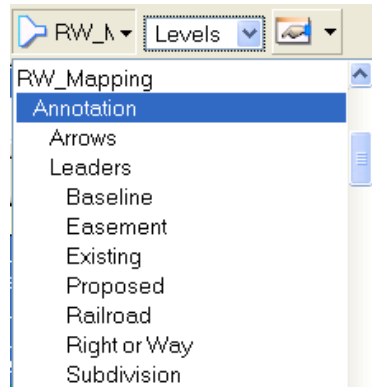 RW_M Levels
RW_Mapping
Annotation
Arrows
Leaders
Baseline
Easement
Existing
Proposed
Railroad
Right or Way
Subdivision